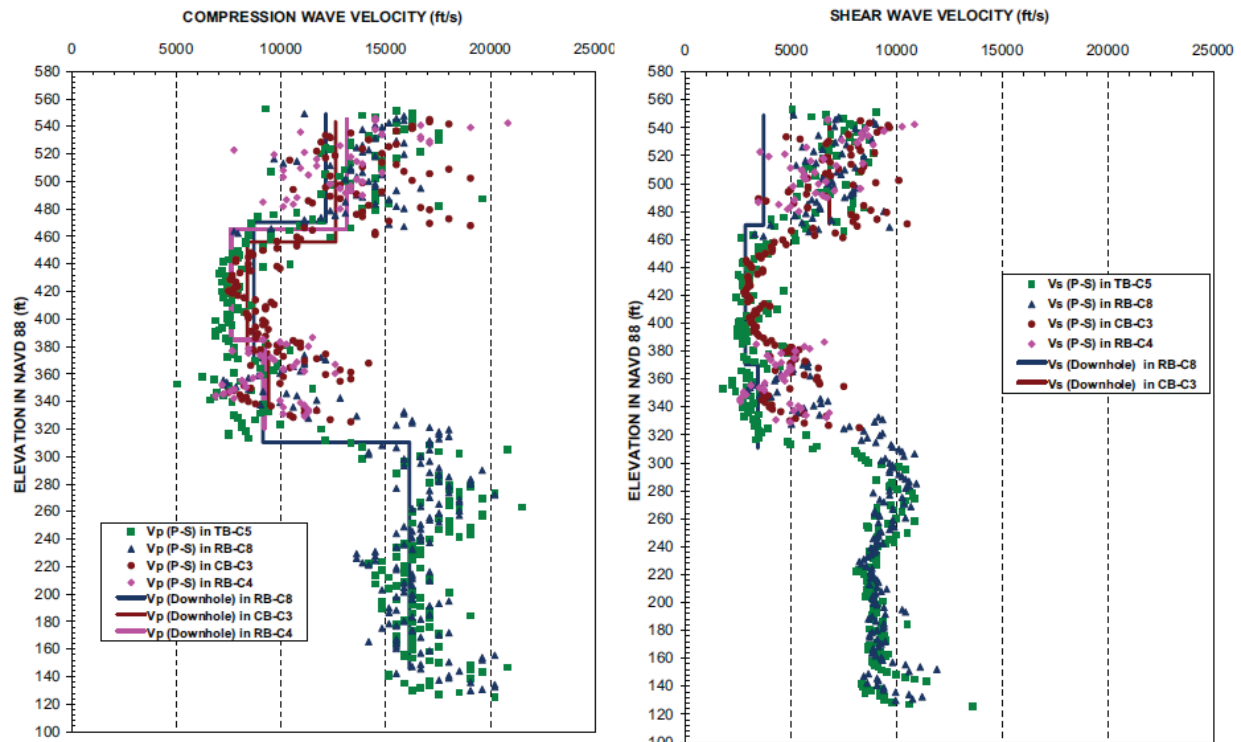 COMPRESSION WAVE VELOCITY (ft/s)
0 5000 10000 15000 20000 25000
ELEVATION IN NAVD 88 (ft)
580
560
540
520
500
480
460
440
420
400
380
360
340
320
300
280
260
240
220
200
180
160
140
120
100
Vp (P-S) in TB-C5
Vp (P-S) in RB-C8
Vp (P-S) in CB-C3
Vp (P-S) in RB-C4
Vp (Downhole) in RB-C8
Vp (Downhole) in CB-C3
Vp (Downhole) in RB-C4
SHEAR WAVE VELOCITY (ft/s)
0 5000 10000 15000 20000 25000
ELEVATION IN NAVD 88 (ft)
580
560
540
520
500
480
460
440
420
400
380
360
340
320
300
280
260
240
220
200
180
160
140
120
100
Vs (P-S) in TB-C5
Vs (P-S) in RB-C8
Vs (P-S) in CB-C3
Vs (P-S) in RB-C4
Vs (Downhole) in RB-C8
Vs (Downhole) in CB-C3